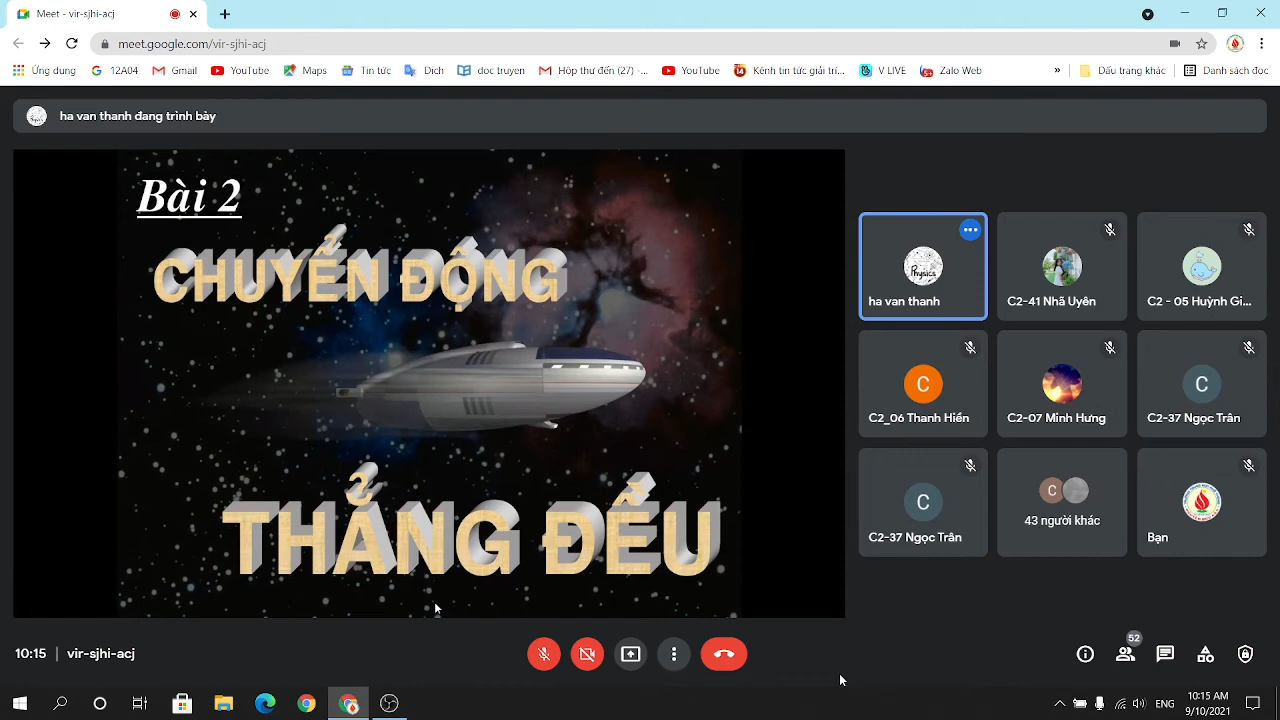 Meet - vir-sjhi-acj
meet.google.com/vir-sjhi-acj
Ứng dụng
12A04
Gmail
YouTube
Maps
Tin tức
Dịch
doc truyen
Hộp thư đến (27) -...
YouTube
Kênh tin tức giải trí...
V LIVE
Zalo Web
»
Dấu trang khác
Danh sách đọc
ha van thanh đang trình bày
Bài 2
CHUYỂN ĐỘNG
THẲNG ĐỀU
Physics
ha van thanh
C2-41 Nhã Uyên
C2 - 05 Huỳnh Gi...
C
C2_06 Thanh Hiền
C2-07 Minh Hưng
C
C2-37 Ngọc Trân
C
C2-37 Ngọc Trân
C
43 người khác
Bạn
10:15 | vir-sjhi-acj
52
ENG
10:15 AM
9/10/2021